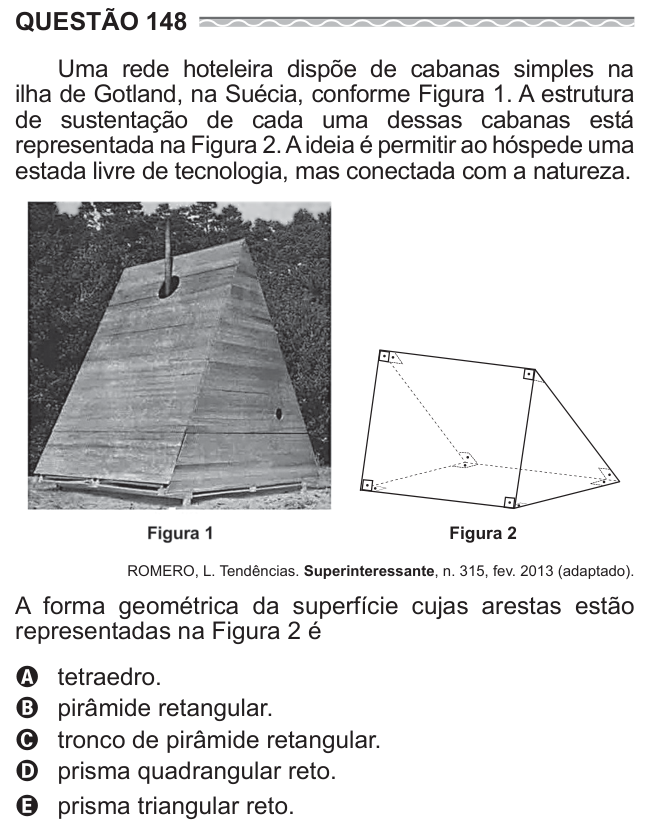 QUESTÃO 148
Uma rede hoteleira dispõe de cabanas simples na
ilha de Gotland, na Suécia, conforme Figura 1. A estrutura
de sustentação de cada uma dessas cabanas está
representada na Figura 2. A ideia é permitir ao hóspede uma
estada livre de tecnologia, mas conectada com a natureza.
Figura 1
Figura 2
ROMERO, L. Tendências. Superinteressante, n. 315, fev. 2013 (adaptado).
A forma geométrica da superfície cujas arestas estão
representadas na Figura 2 é
A tetraedro.
B pirâmide retangular.
C tronco de pirâmide retangular.
D prisma quadrangular reto.
E prisma triangular reto.